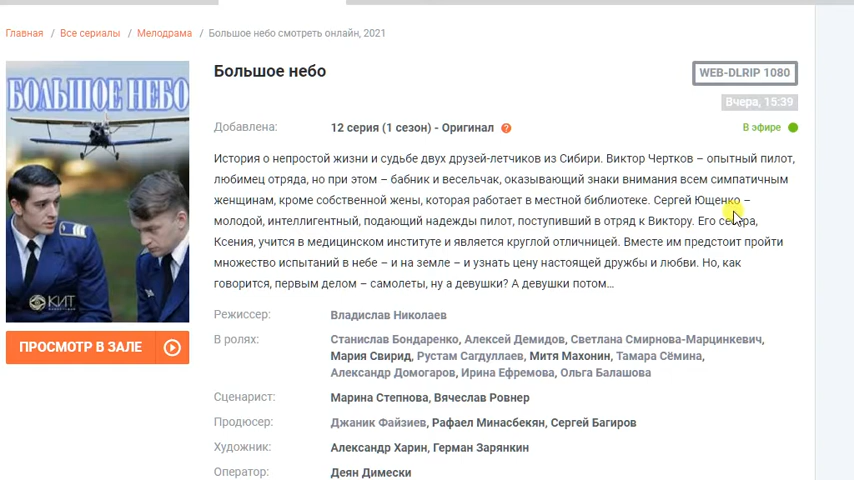 Главная / Все сериалы / Мелодрама / Большое небо смотреть онлайн, 2021
БОЛЬШОЕ НЕБО
КИТ
ПРОСМОТР В ЗАЛЕ
Большое небо
WEB-DLRIP 1080
Вчера, 15:39
Добавлена: 12 серия (1 сезон) - Оригинал ?
В эфире
История о непростой жизни и судьбе двух друзей-летчиков из Сибири. Виктор Чертков – опытный пилот,
любимец отряда, но при этом – бабник и весельчак, оказывающий знаки внимания всем симпатичным
женщинам, кроме собственной жены, которая работает в местной библиотеке. Сергей Ющенко –
молодой, интеллигентный, подающий надежды пилот, поступивший в отряд к Виктору. Его сестра,
Ксения, учится в медицинском институте и является круглой отличницей. Вместе им предстоит пройти
множество испытаний в небе – и на земле – и узнать цену настоящей дружбы и любви. Но, как
говорится, первым делом – самолеты, ну а девушки? А девушки потом...
Режиссер: Владислав Николаев
В ролях: Станислав Бондаренко, Алексей Демидов, Светлана Смирнова-Марцинкевич,
Мария Свирид, Рустам Сагдуллаев, Митя Махонин, Тамара Сёмина,
Александр Домогаров, Ирина Ефремова, Ольга Балашова
Сценарист: Марина Степнова, Вячеслав Ровнер
Продюсер: Джаник Файзиев, Рафаел Минасбекян, Сергей Багиров
Художник: Александр Харин, Герман Зарянкин
Оператор: Деян Димески